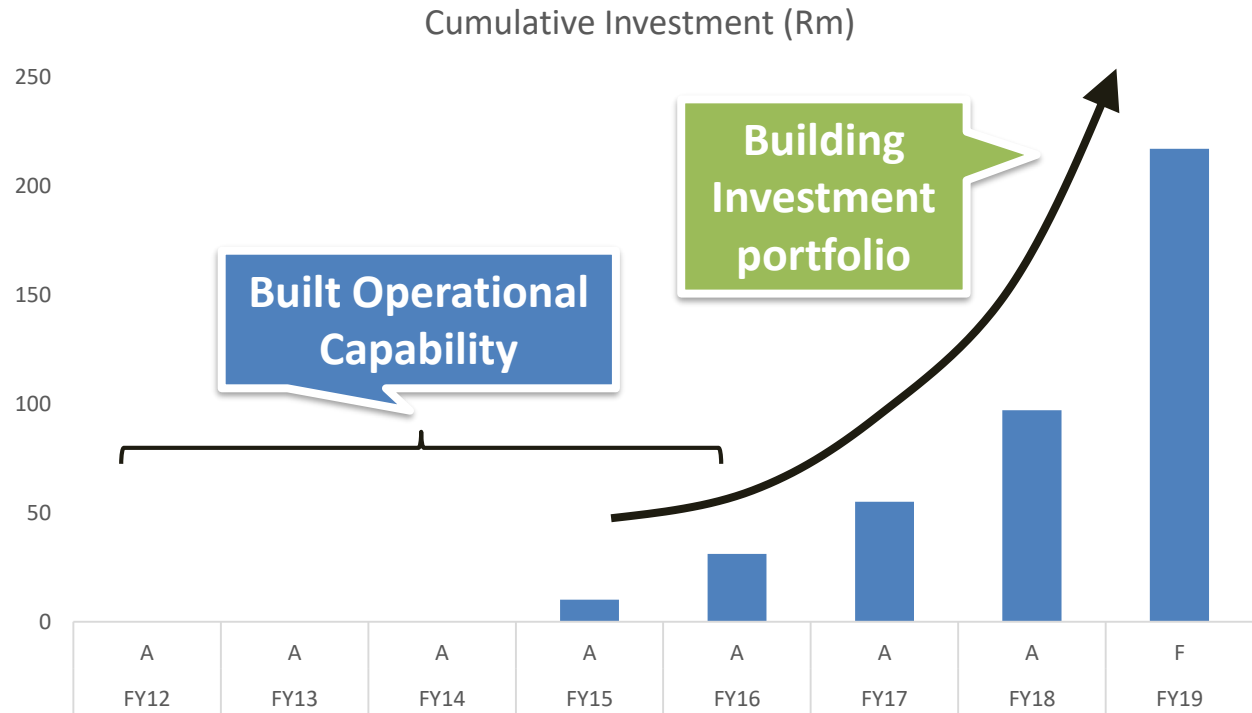 Cumulative Investment (Rm)
250
200
150
100
50
0
Built Operational
Capability
Building
Investment
portfolio
A A A A A A A F
FY12 FY13 FY14 FY15 FY16 FY17 FY18 FY19